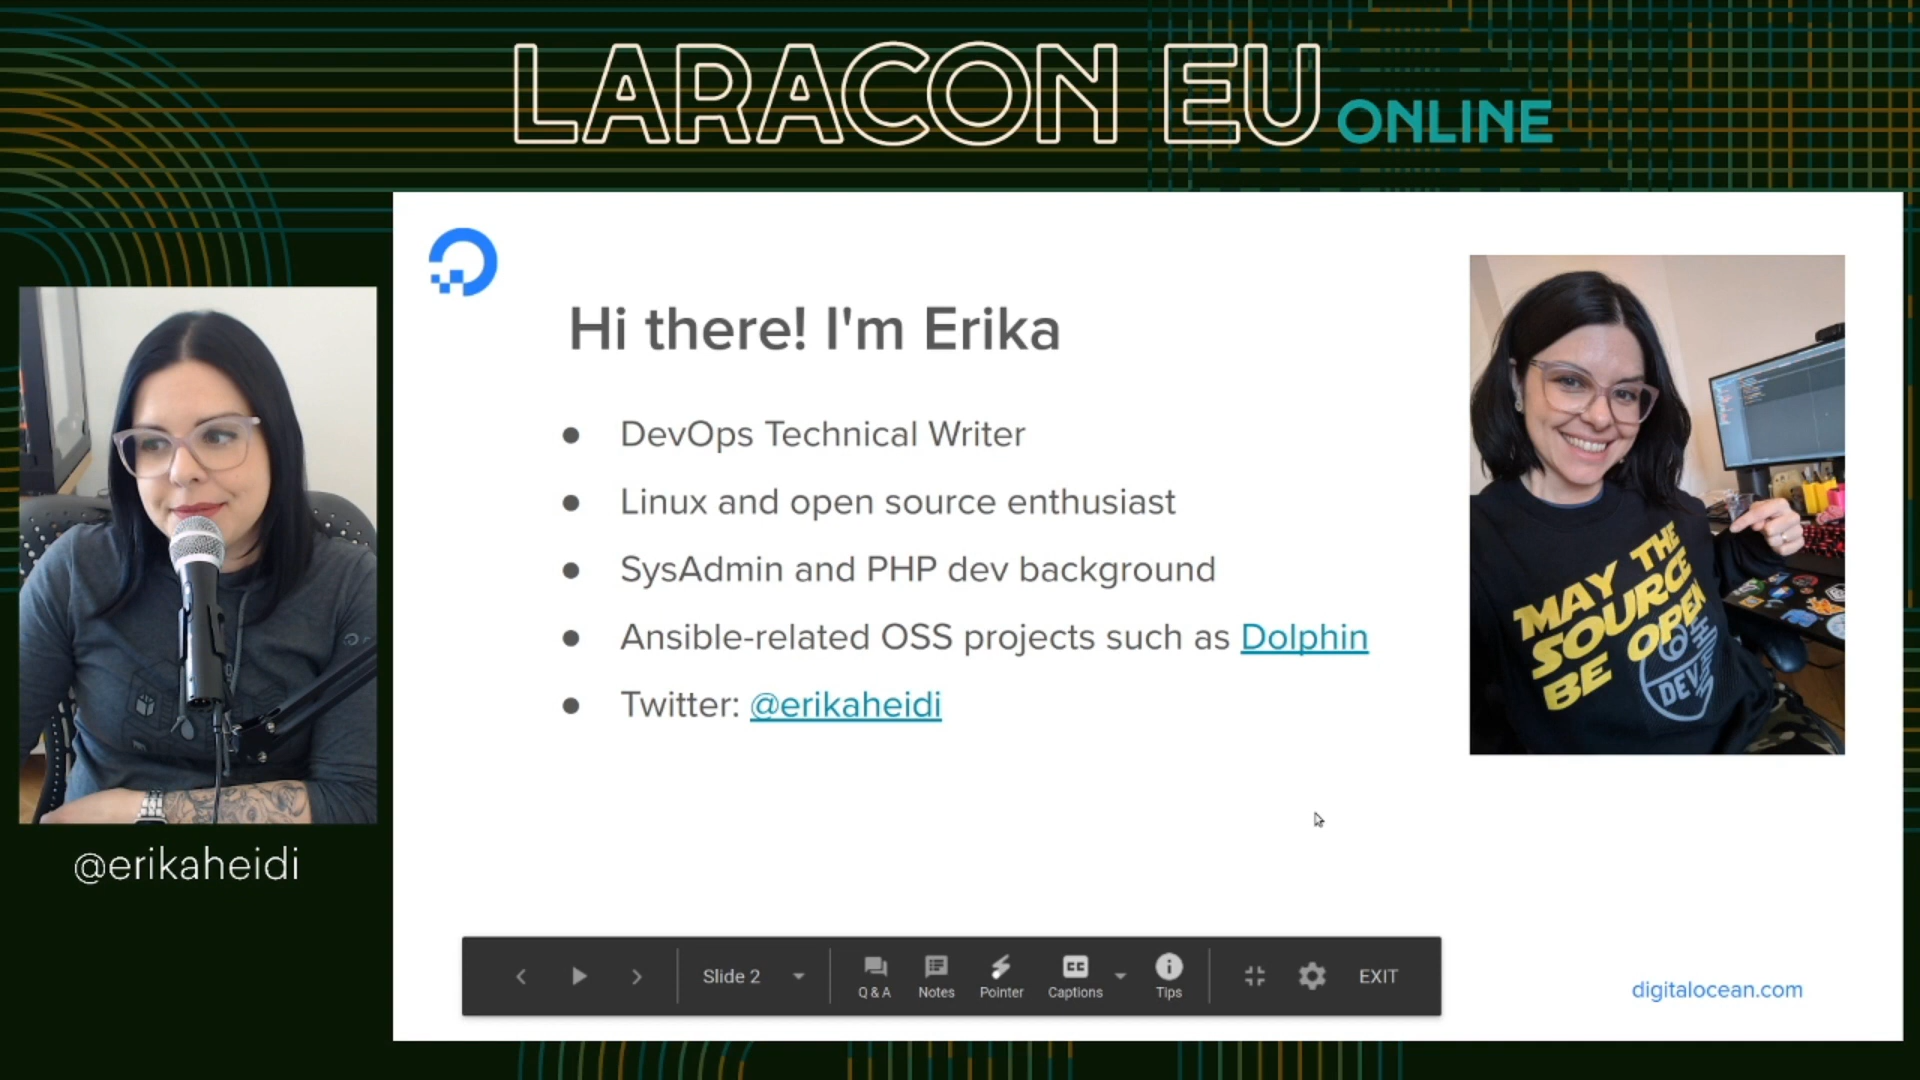 LARACON EU ONLINE
Hi there! I'm Erika
● DevOps Technical Writer
● Linux and open source enthusiast
● SysAdmin and PHP dev background
● Ansible-related OSS projects such as Dolphin
● Twitter: @erikaheidi
MAY THE
SOURCE
BE OPEN
DEV
@erikaheidi
Slide 2
Q & A
Notes
Pointer
Captions
Tips
EXIT
digitalocean.com